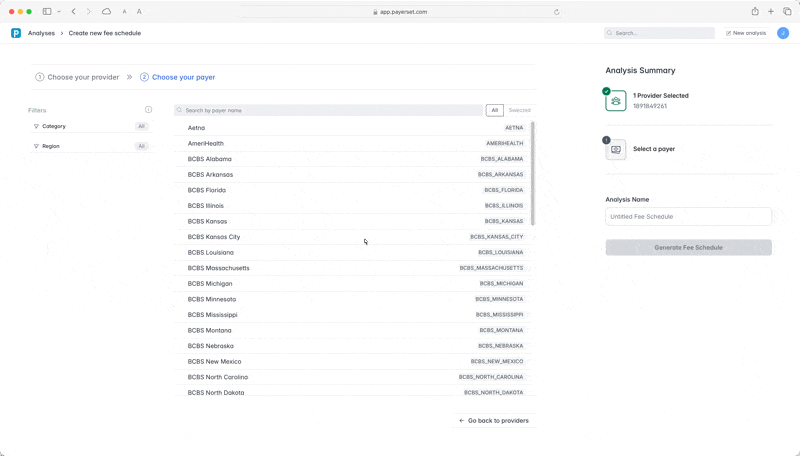 app.payerset.com
Analyses > Create new fee schedule
Search...
New analysis
1 Choose your provider >> 2 Choose your payer
Filters
Category All
Region All
Search by payer name
All Selected
Aetna AETNA
AmeriHealth AMERIHEALTH
BCBS Alabama BCBS_ALABAMA
BCBS Arkansas BCBS_ARKANSAS
BCBS Florida BCBS_FLORIDA
BCBS Illinois BCBS_ILLINOIS
BCBS Kansas BCBS_KANSAS
BCBS Kansas City BCBS_KANSAS_CITY
BCBS Louisiana BCBS_LOUISIANA
BCBS Massachusetts BCBS_MASSACHUSETTS
BCBS Michigan BCBS_MICHIGAN
BCBS Minnesota BCBS_MINNESOTA
BCBS Mississippi BCBS_MISSISSIPPI
BCBS Montana BCBS_MONTANA
BCBS Nebraska BCBS_NEBRASKA
BCBS New Mexico BCBS_NEW_MEXICO
BCBS North Carolina BCBS_NORTH_CAROLINA
BCBS North Dakota BCBS_NORTH_DAKOTA
← Go back to providers
Analysis Summary
1 Provider Selected
1891849261
Select a payer
Analysis Name
Untitled Fee Schedule
Generate Fee Schedule